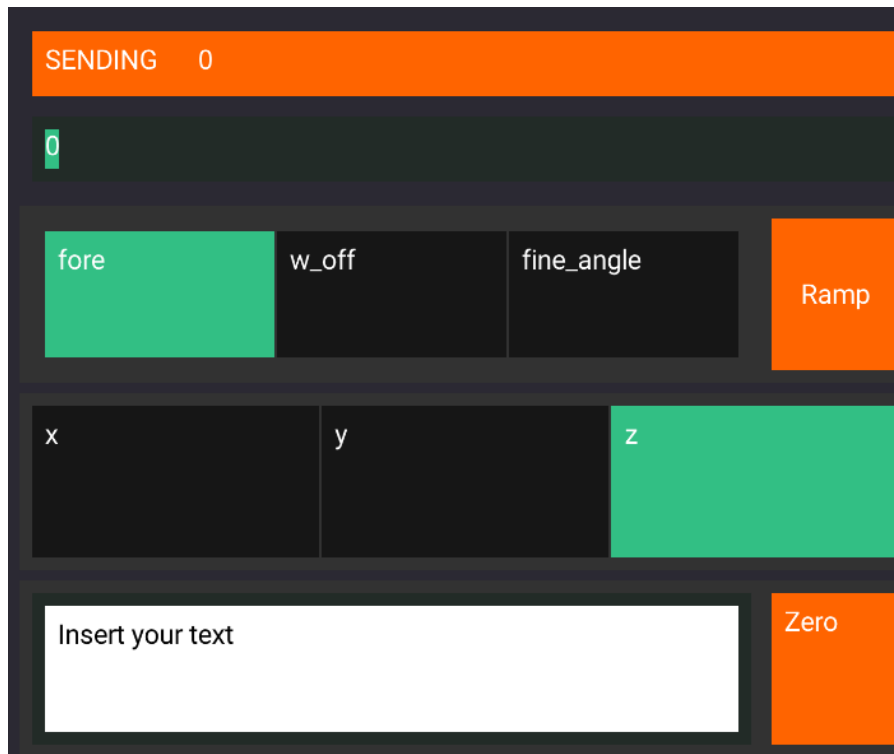 SENDING 0
0
fore w_off fine_angle Ramp
x y z
Insert your text Zero